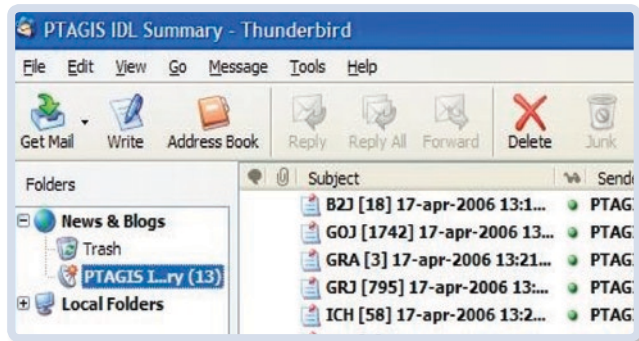 PTAGIS IDL Summary - Thunderbird
File Edit View Go Message Tools Help
Get Mail Write Address Book Reply Reply All Forward Delete Junk
Folders
Subject Sende
News & Blogs
Trash
PTAGIS I...ry (13)
Local Folders
B2J [18] 17-apr-2006 13:1... PTAG
GOJ [1742] 17-apr-2006 13... PTAG
GRA [3] 17-apr-2006 13:21... PTAG
GRJ [795] 17-apr-2006 13:... PTAG
ICH [58] 17-apr-2006 13:2... PTAG